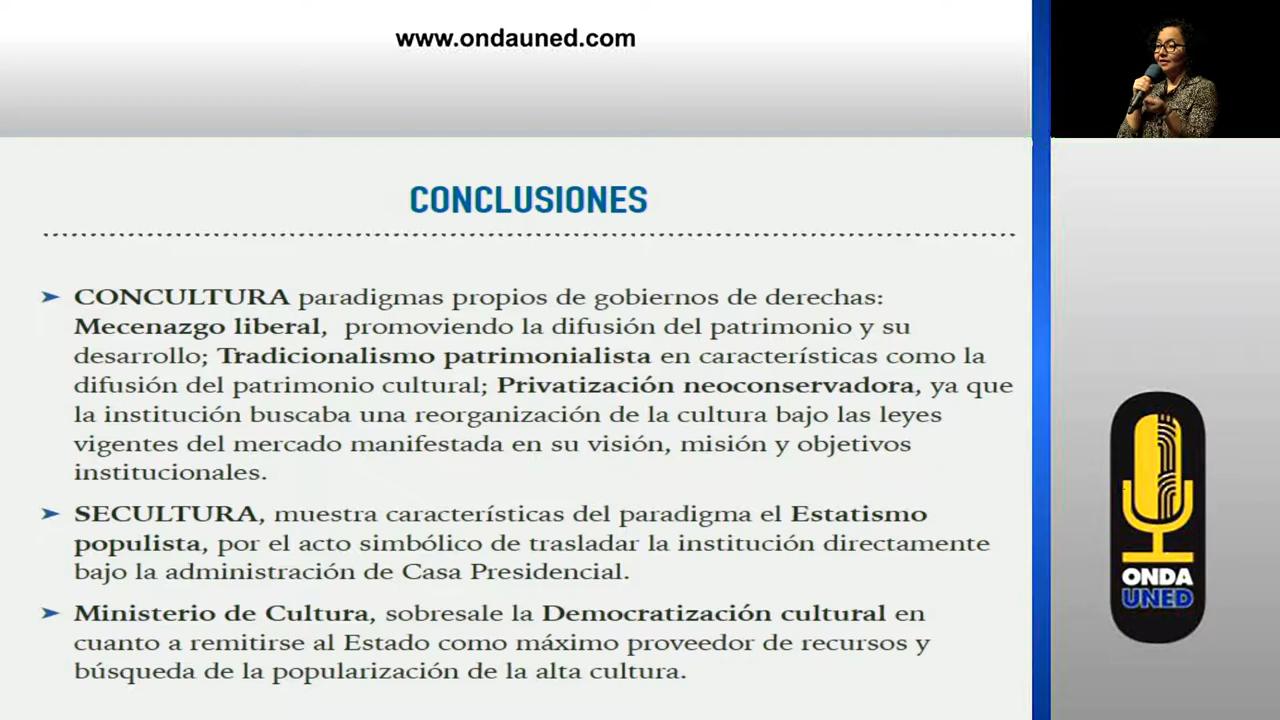 www.ondauned.com
CONCLUSIONES
CONCULTURA paradigmas propios de gobiernos de derechas:
Mecenazgo liberal, promoviendo la difusión del patrimonio y su
desarrollo; Tradicionalismo patrimonialista en características como la
difusión del patrimonio cultural; Privatización neoconservadora, ya que
la institución buscaba una reorganización de la cultura bajo las leyes
vigentes del mercado manifestada en su visión, misión y objetivos
institucionales.
SECULTURA, muestra características del paradigma el Estatismo
populista, por el acto simbólico de trasladar la institución directamente
bajo la administración de Casa Presidencial.
Ministerio de Cultura, sobresale la Democratización cultural en
cuanto a remitirse al Estado como máximo proveedor de recursos y
búsqueda de la popularización de la alta cultura.
ONDA
UNED